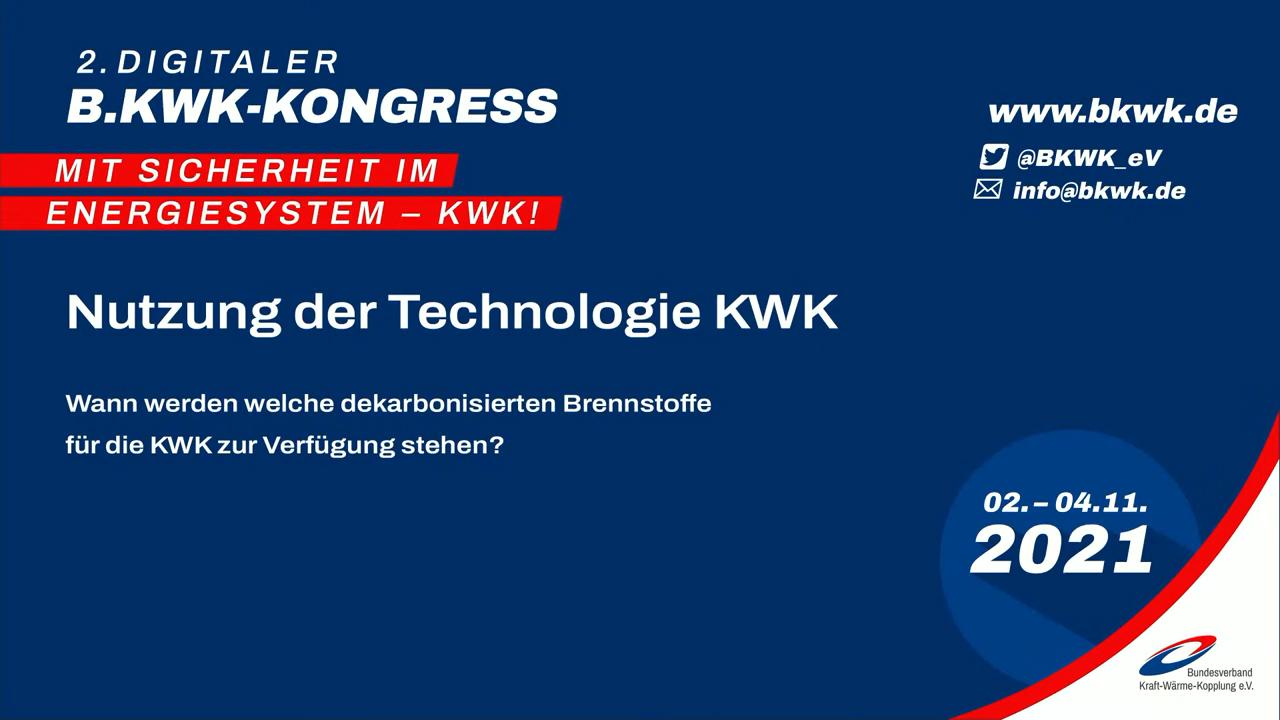 2. DIGITALER
B.KWK-KONGRESS
MIT SICHERHEIT IM
ENERGIESYSTEM – KWK!
www.bkwk.de
@BKWK_eV
info@bkwk.de
Nutzung der Technologie KWK
Wann werden welche dekarbonisierten Brennstoffe
für die KWK zur Verfügung stehen?
02. – 04.11.
2021
Bundesverband
Kraft-Wärme-Kopplung e.V.